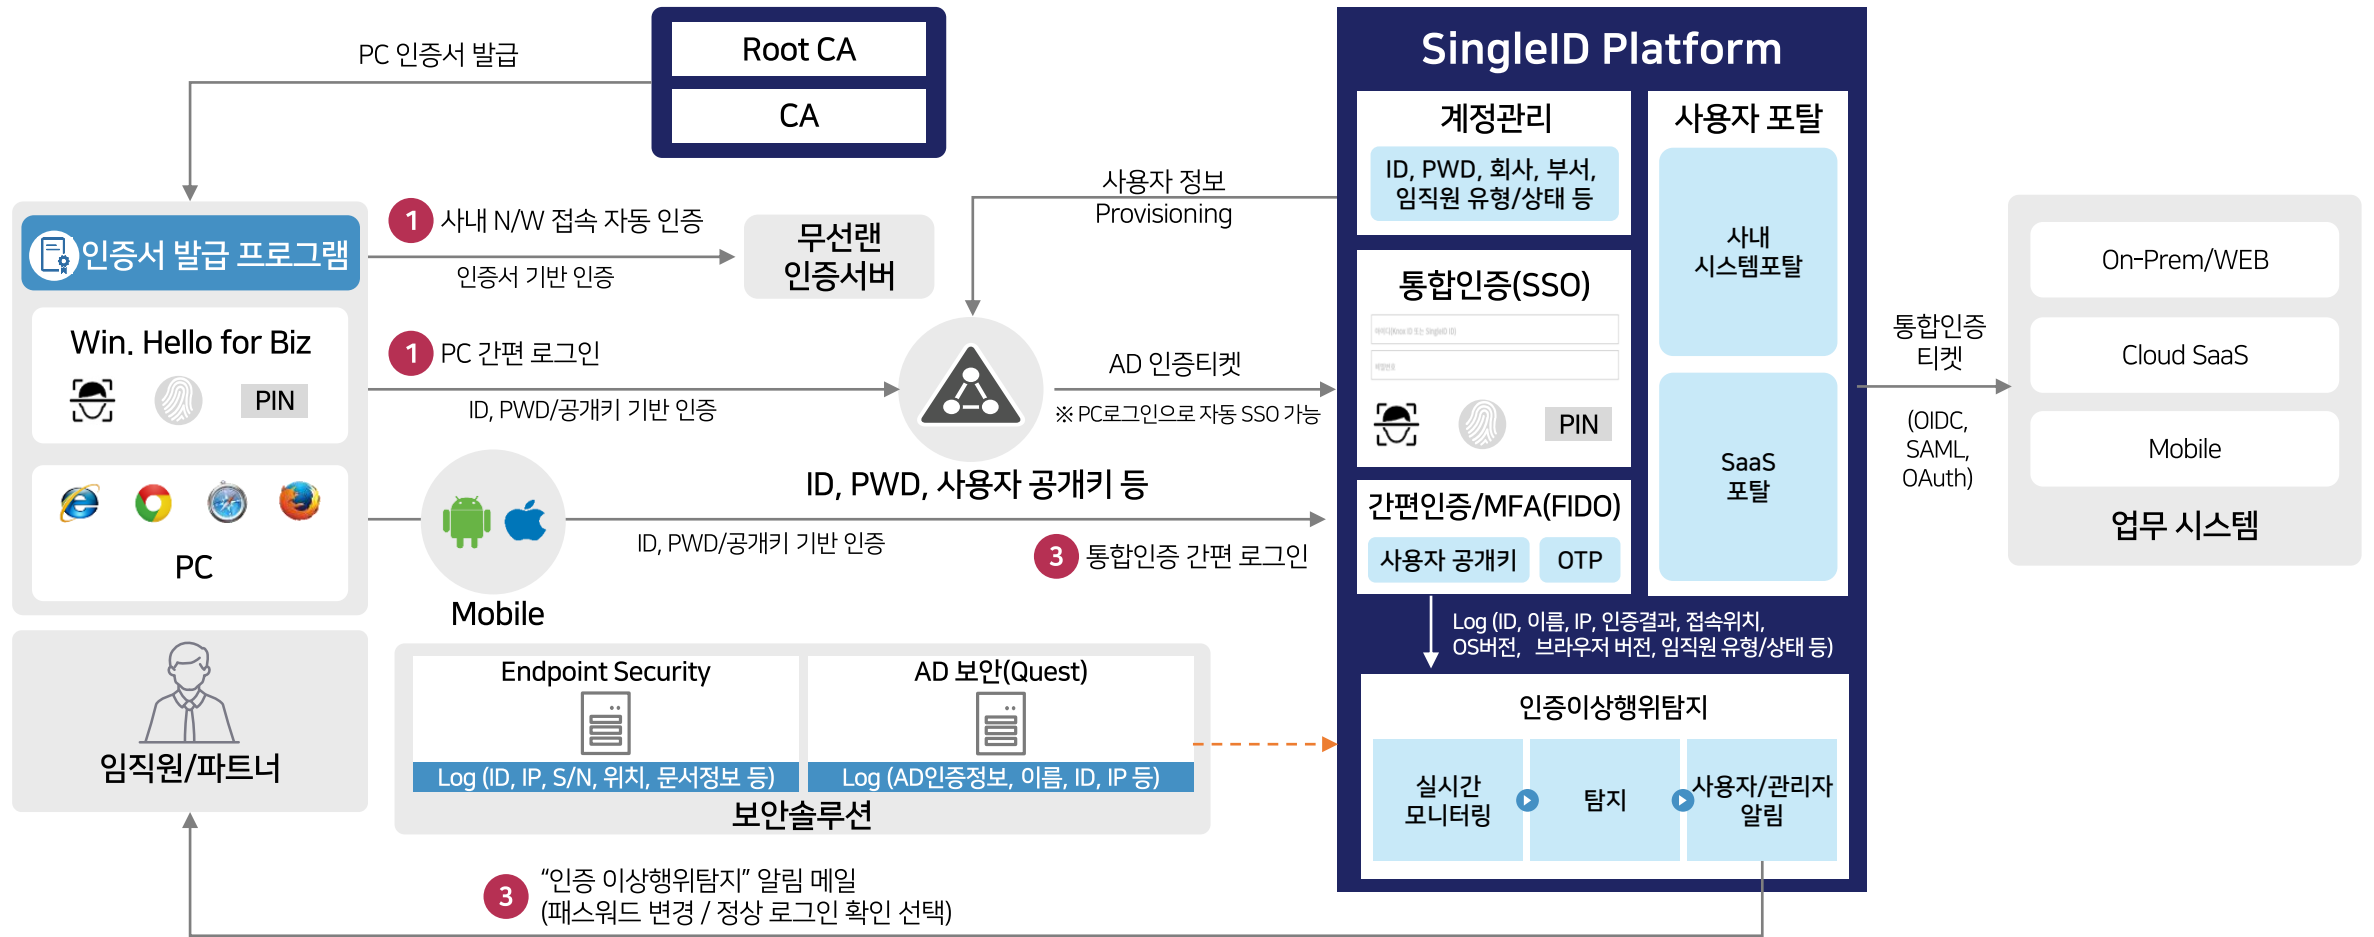 PC 인증서 발급
Root CA
CA
인증서 발급 프로그램
Win. Hello for Biz
PIN
PC
임직원/파트너
1 사내 N/W 접속 자동 인증
인증서 기반 인증
무선랜
인증서버
1 PC 간편 로그인
ID, PWD/공개키 기반 인증
사용자 정보
Provisioning
AD 인증티켓
※ PC로그인으로 자동 SSO 가능
ID, PWD, 사용자 공개키 등
Mobile
ID, PWD/공개키 기반 인증
3 통합인증 간편 로그인
Endpoint Security
Log (ID, IP, S/N, 위치, 문서정보 등)
AD 보안(Quest)
Log (AD인증정보, 이름, ID, IP 등)
보안솔루션
3 “인증 이상행위탐지” 알림 메일
(패스워드 변경 / 정상 로그인 확인 선택)
SingleID Platform
계정관리
ID, PWD, 회사, 부서,
임직원 유형/상태 등
통합인증(SSO)
아이디(Knox ID 또는 SingleID ID)
비밀번호
PIN
간편인증/MFA(FIDO)
사용자 공개키
OTP
사용자 포탈
사내
시스템포탈
SaaS
포탈
Log (ID, 이름, IP, 인증결과, 접속위치,
OS버전, 브라우저 버전, 임직원 유형/상태 등)
인증이상행위탐지
실시간
모니터링
탐지
사용자/관리자
알림
통합인증
티켓
(OIDC,
SAML,
OAuth)
On-Prem/WEB
Cloud SaaS
Mobile
업무 시스템